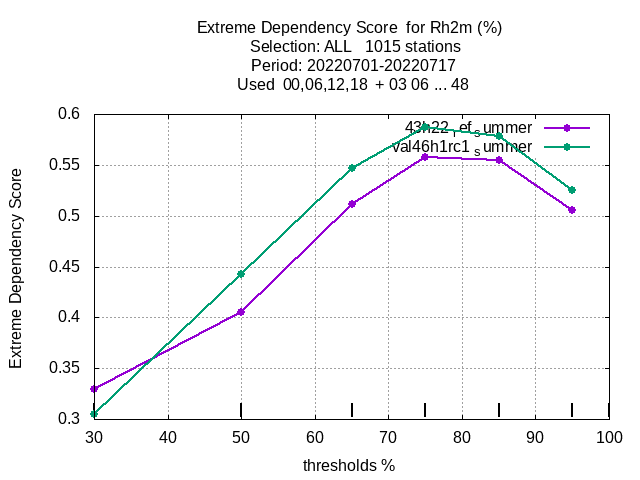 Extreme Dependency Score for Rh2m (%)
Selection: ALL 1015 stations
Period: 20220701-20220717
Used 00,06,12,18 + 03 06 ... 48
Extreme Dependency Score
0.6
0.55
0.5
0.45
0.4
0.35
0.3
43h22_ref_summer
val46h1rc1_summer
30 40 50 60 70 80 90 100
thresholds %